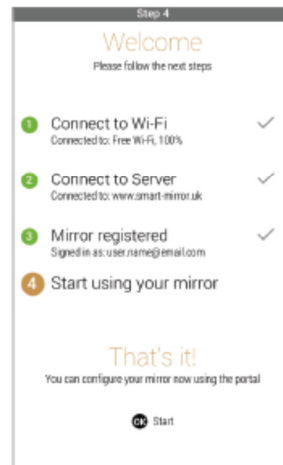 Step 4
Welcome
Please follow the next steps
1 Connect to Wi-Fi
Connected to: Free Wi-Fi, 100%
2 Connect to Server
Connected to: www.smart-mirror.uk
3 Mirror registered
Signed in as: user.name@email.com
4 Start using your mirror
That's it!
You can configure your mirror now using the portal
OK Start